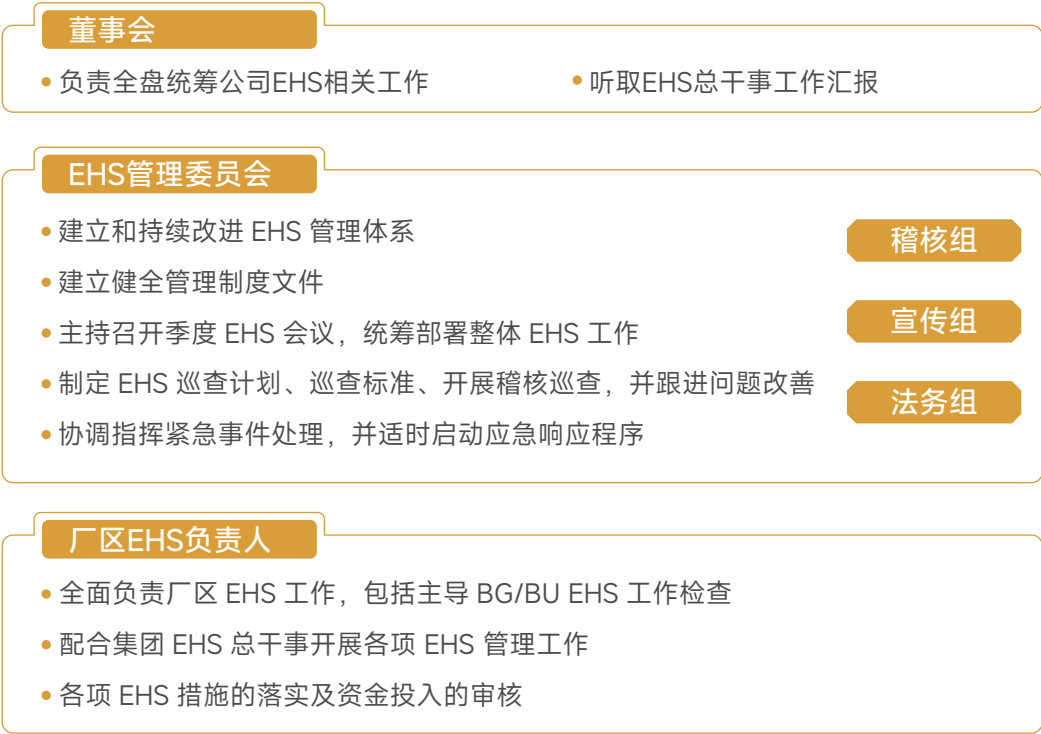 董事会
负责全盘统筹公司EHS相关工作
听取EHS总干事工作汇报
EHS管理委员会
建立和持续改进 EHS 管理体系
建立健全管理制度文件
主持召开季度 EHS 会议，统筹部署整体 EHS 工作
制定 EHS 巡查计划、巡查标准、开展稽核巡查，并跟进问题改善
协调指挥紧急事件处理，并适时启动应急响应程序
稽核组
宣传组
法务组
厂区EHS负责人
全面负责厂区 EHS 工作，包括主导 BG/BU EHS 工作检查
配合集团 EHS 总干事开展各项 EHS 管理工作
各项 EHS 措施的落实及资金投入的审核